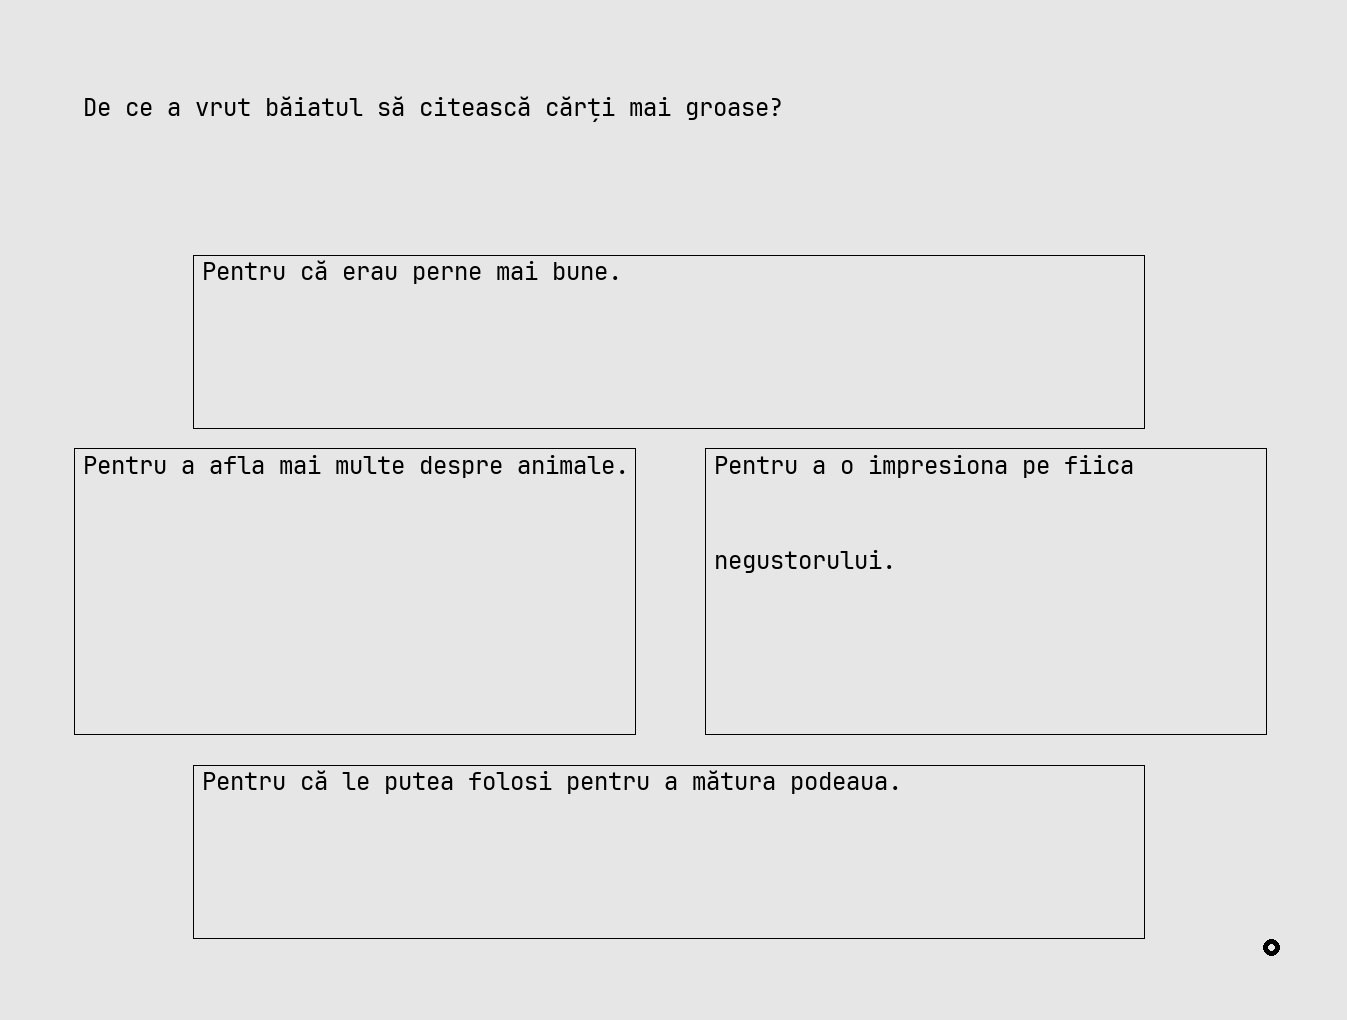 De ce a vrut băiatul să citească cărți mai groase?
Pentru că erau perne mai bune.
Pentru a afla mai multe despre animale.
Pentru a o impresiona pe fiica
negustorului.
Pentru că le putea folosi pentru a mătura podeaua.